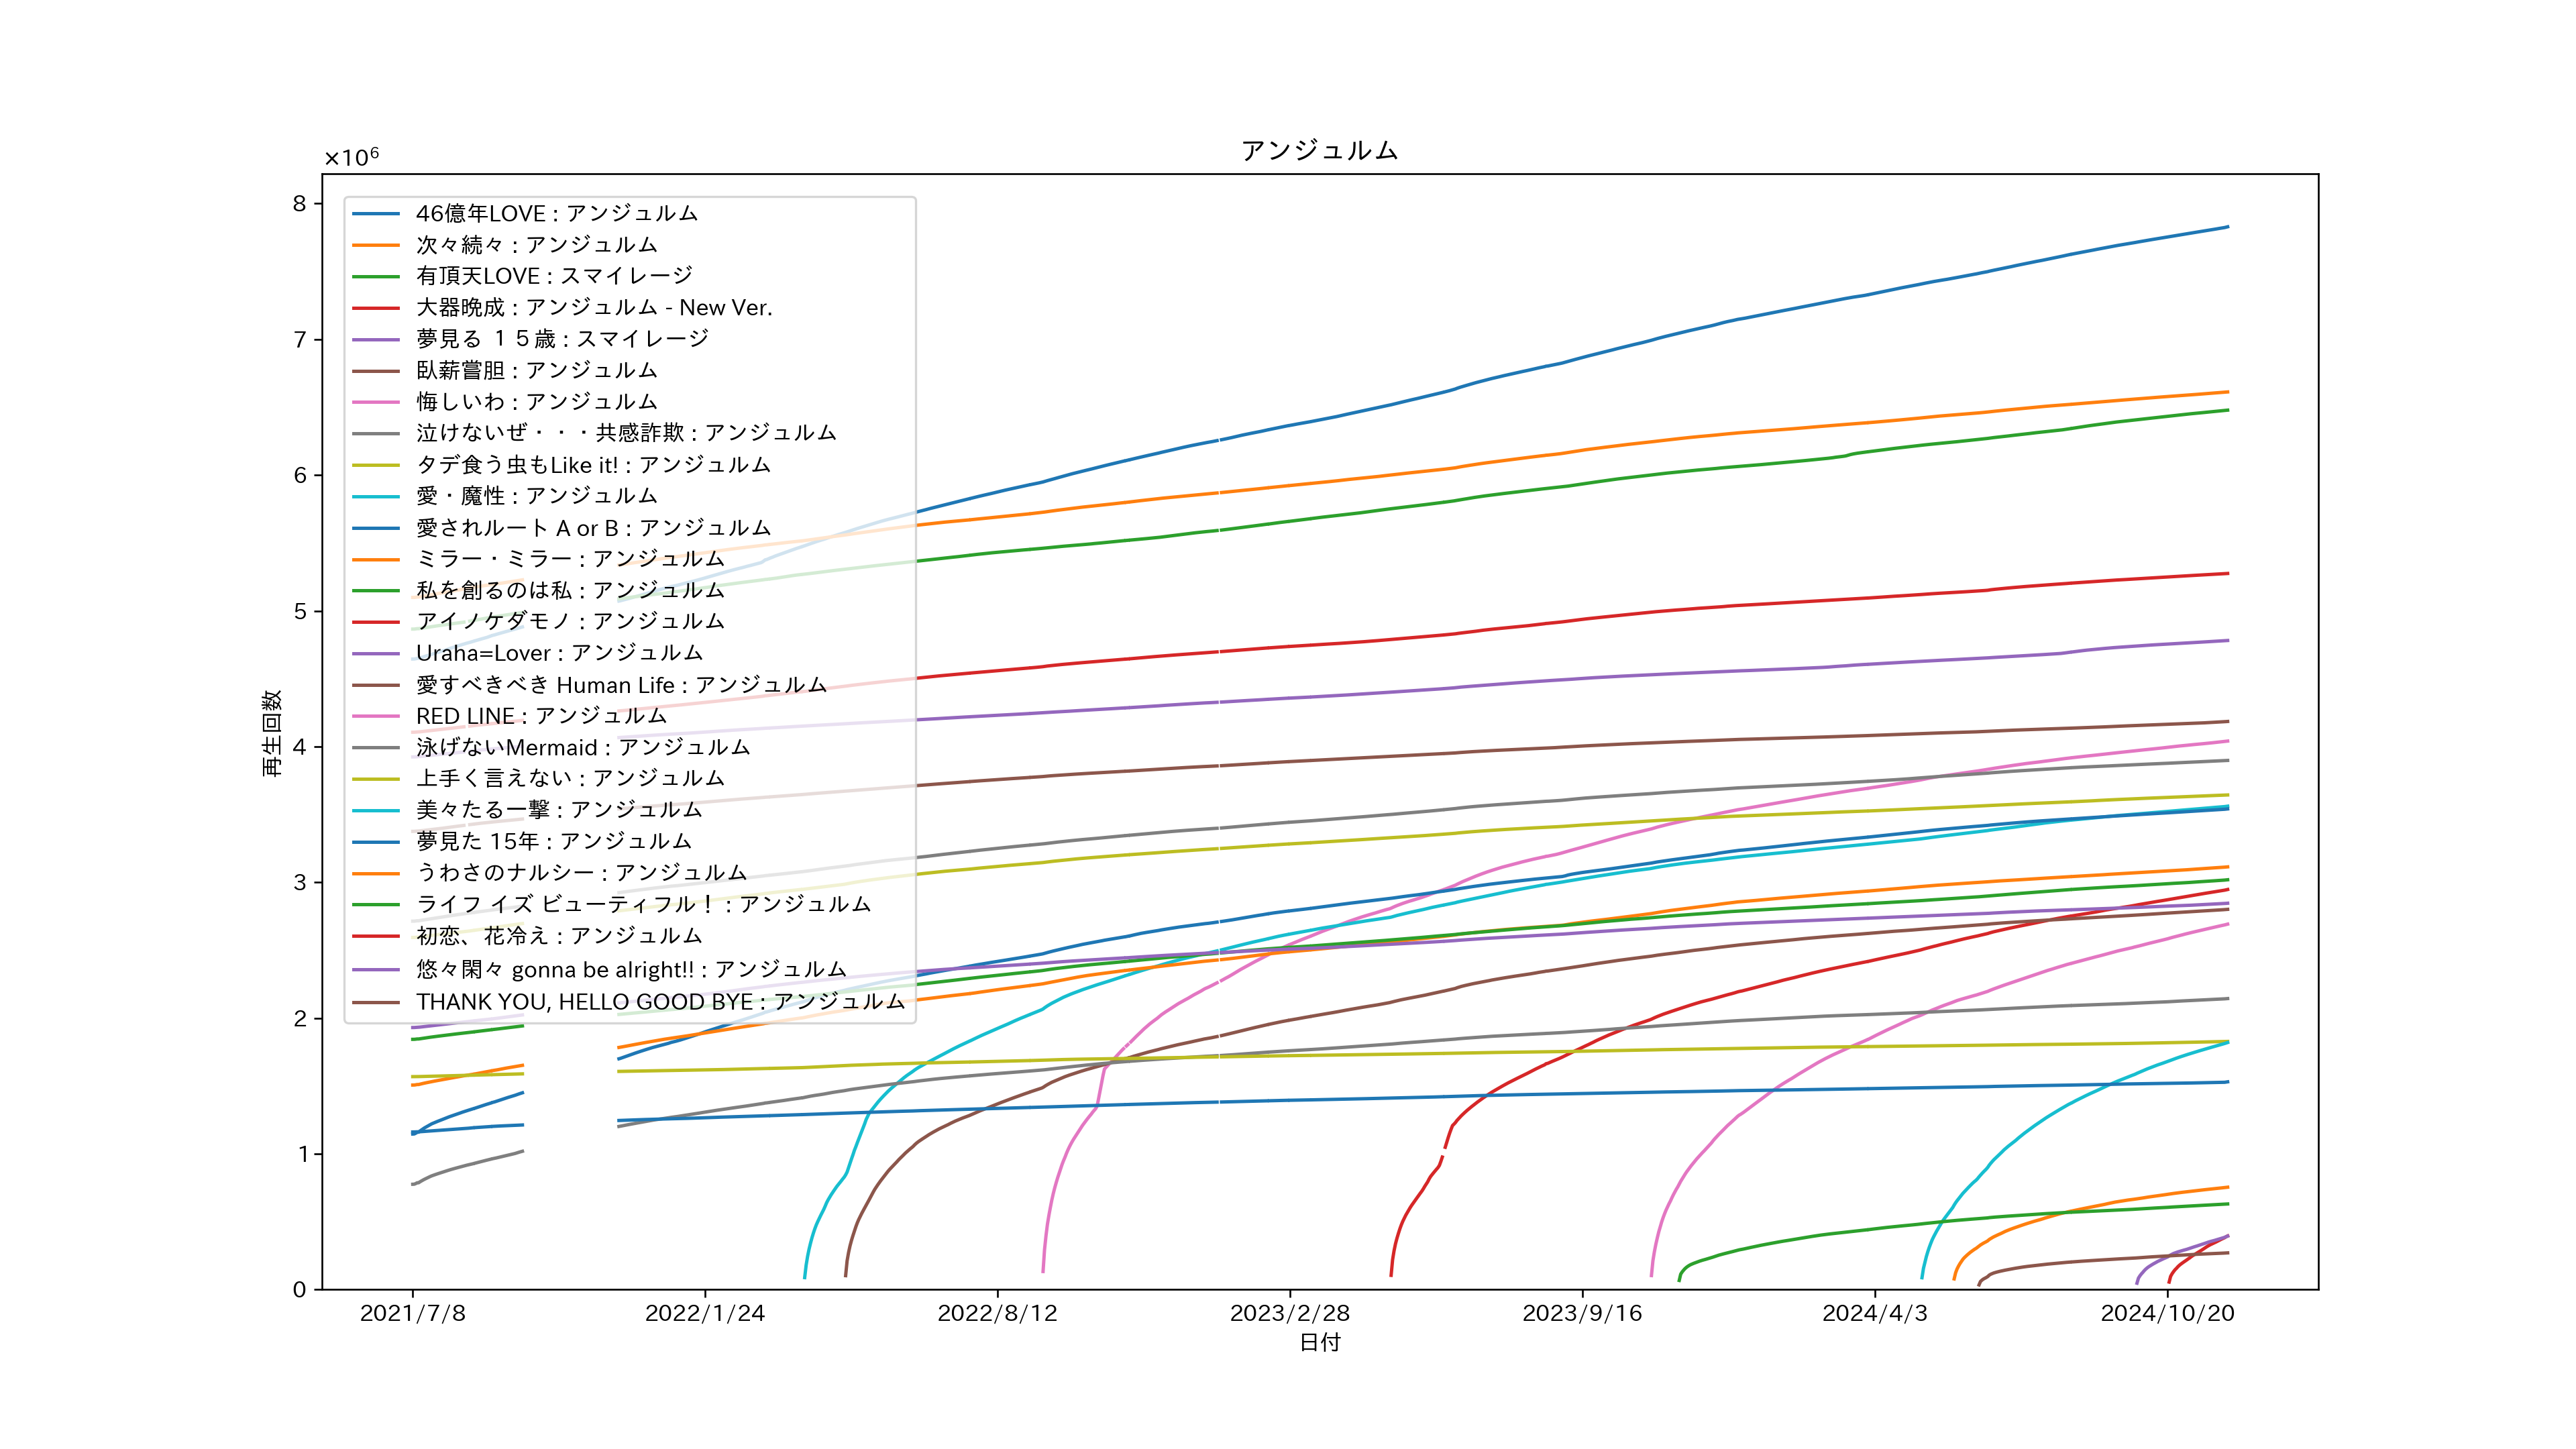 アンジュルム
×10⁶
8
7
6
5
4
3
2
1
0
再生回数
46億年LOVE : アンジュルム
次々続々 : アンジュルム
有頂天LOVE : スマイレージ
大器晩成 : アンジュルム - New Ver.
夢見る １５歳 : スマイレージ
臥薪嘗胆 : アンジュルム
悔しいわ : アンジュルム
泣けないぜ・・・共感詐欺 : アンジュルム
タデ食う虫もLike it! : アンジュルム
愛・魔性 : アンジュルム
愛されルート A or B : アンジュルム
ミラー・ミラー : アンジュルム
私を創るのは私 : アンジュルム
アイノケダモノ : アンジュルム
Uraha=Lover : アンジュルム
愛すべきべき Human Life : アンジュルム
RED LINE : アンジュルム
泳げないMermaid : アンジュルム
上手く言えない : アンジュルム
美々たる一撃 : アンジュルム
夢見た 15年 : アンジュルム
うわさのナルシー : アンジュルム
ライフ イズ ビューティフル！ : アンジュルム
初恋、花冷え : アンジュルム
悠々閑々 gonna be alright!! : アンジュルム
THANK YOU, HELLO GOOD BYE : アンジュルム
2021/7/8 2022/1/24 2022/8/12 2023/2/28 2023/9/16 2024/4/3 2024/10/20
日付